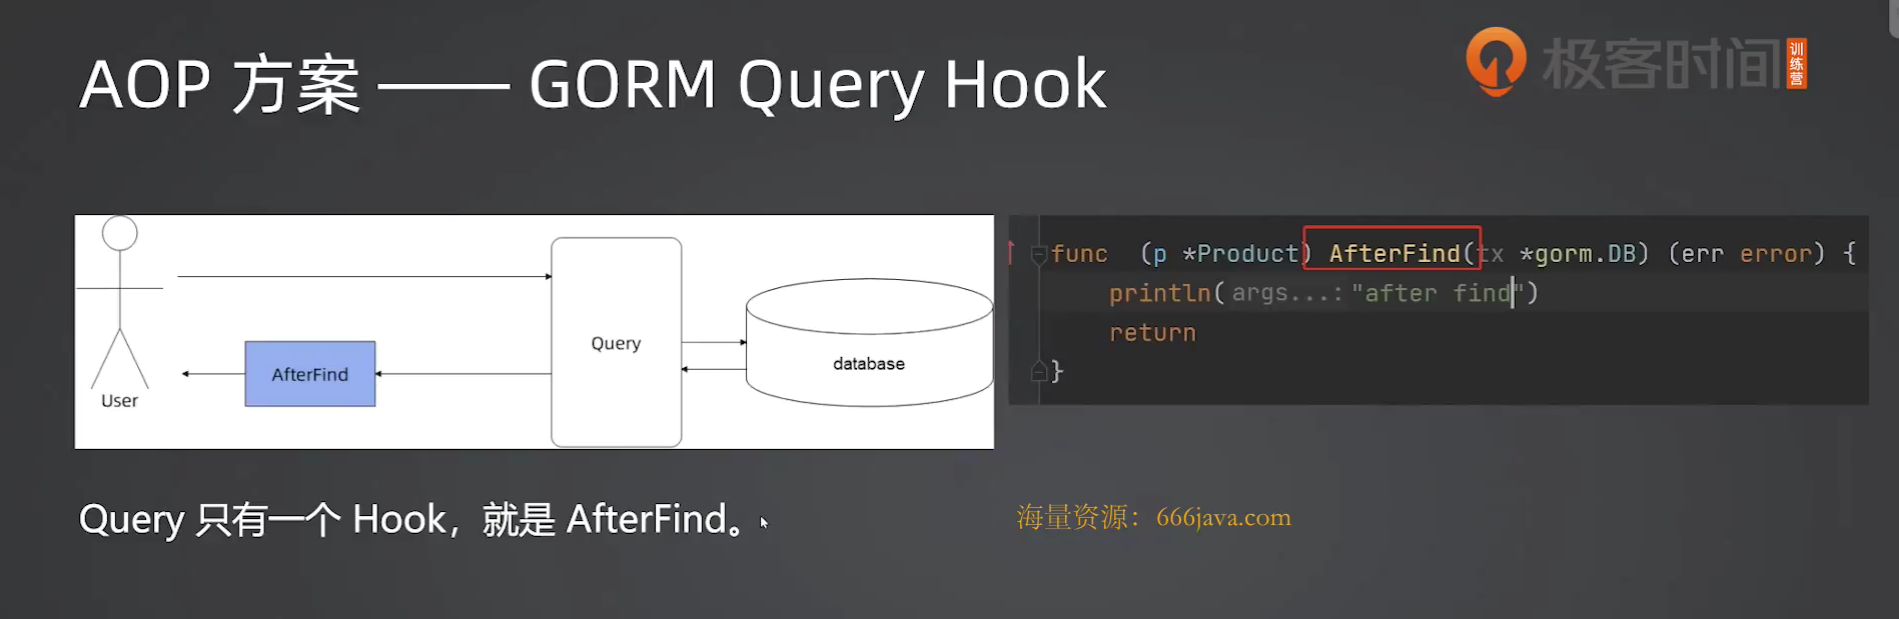 AOP 方案 —— GORM Query Hook
极客时间
训练营
User
AfterFind
Query
database
func (p *Product) AfterFind(tx *gorm.DB) (err error) {
println( args...: "after find")
return
}
Query 只有一个 Hook，就是 AfterFind。
海量资源：666java.com